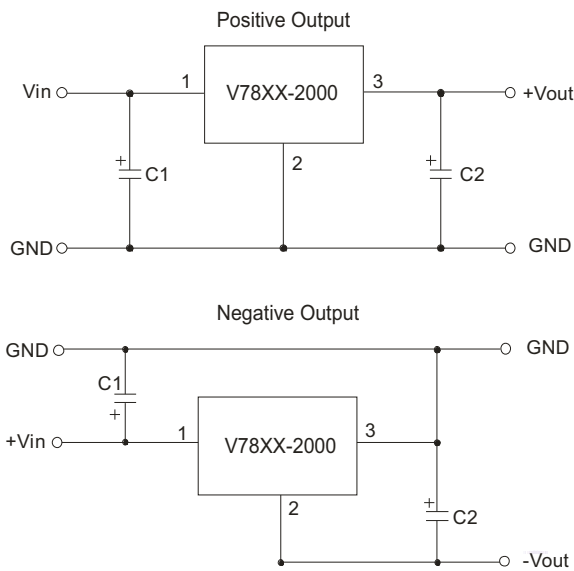 Positive Output
Vin
1
V78XX-2000
3
+Vout
2
+
C1
+
C2
GND
GND
Negative Output
GND
GND
C1
+
+Vin
1
V78XX-2000
3
2
+
C2
-Vout